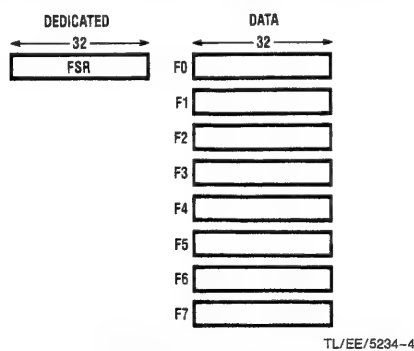 DEDICATED DATA
32 32
FSR F0
F1
F2
F3
F4
F5
F6
F7
TL/EE/5234–4